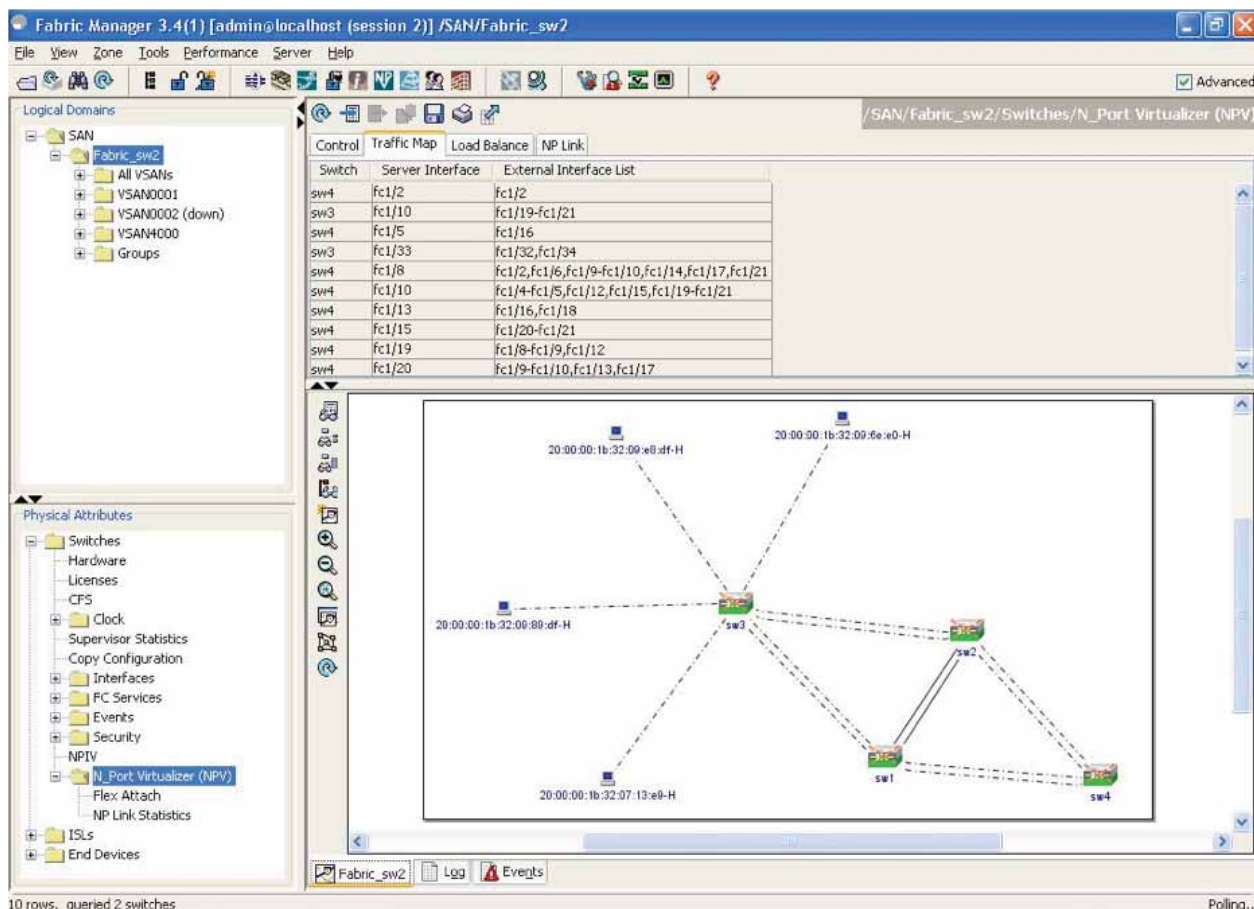 Fabric Manager 3.4(1) [admin@localhost (session 2)] /SAN/Fabric_sw2
File View Zone Tools Performance Server Help
Advanced
Logical Domains
SAN
Fabric_sw2
All VSANs
VSAN0001
VSAN0002 (down)
VSAN4000
Groups
/SAN/Fabric_sw2/Switches/N_Port Virtualizer (NPV)
Control Traffic Map Load Balance NP Link
Switch Server Interface External Interface List
sw4 fc1/2 fc1/2
sw3 fc1/10 fc1/19-fc1/21
sw4 fc1/5 fc1/16
sw3 fc1/33 fc1/32,fc1/34
sw4 fc1/8 fc1/2,fc1/6,fc1/9-fc1/10,fc1/14,fc1/17,fc1/21
sw4 fc1/10 fc1/4-fc1/5,fc1/12,fc1/15,fc1/19-fc1/21
sw4 fc1/13 fc1/16,fc1/18
sw4 fc1/15 fc1/20-fc1/21
sw4 fc1/19 fc1/8-fc1/9,fc1/12
sw4 fc1/20 fc1/9-fc1/10,fc1/13,fc1/17
Physical Attributes
Switches
Hardware
Licenses
CFS
Clock
Supervisor Statistics
Copy Configuration
Interfaces
FC Services
Events
Security
NPIV
N_Port Virtualizer (NPV)
Flex Attach
NP Link Statistics
ISLs
End Devices
20:00:00:1b:32:09:6e:e0-H
20:00:00:1b:32:09:e8:df-H
20:00:00:1b:32:09:89:df-H
sw3
sw2
sw1
sw4
20:00:00:1b:32:07:13:e9-H
Fabric_sw2 Log Events
10 rows, queried 2 switches
Polling..